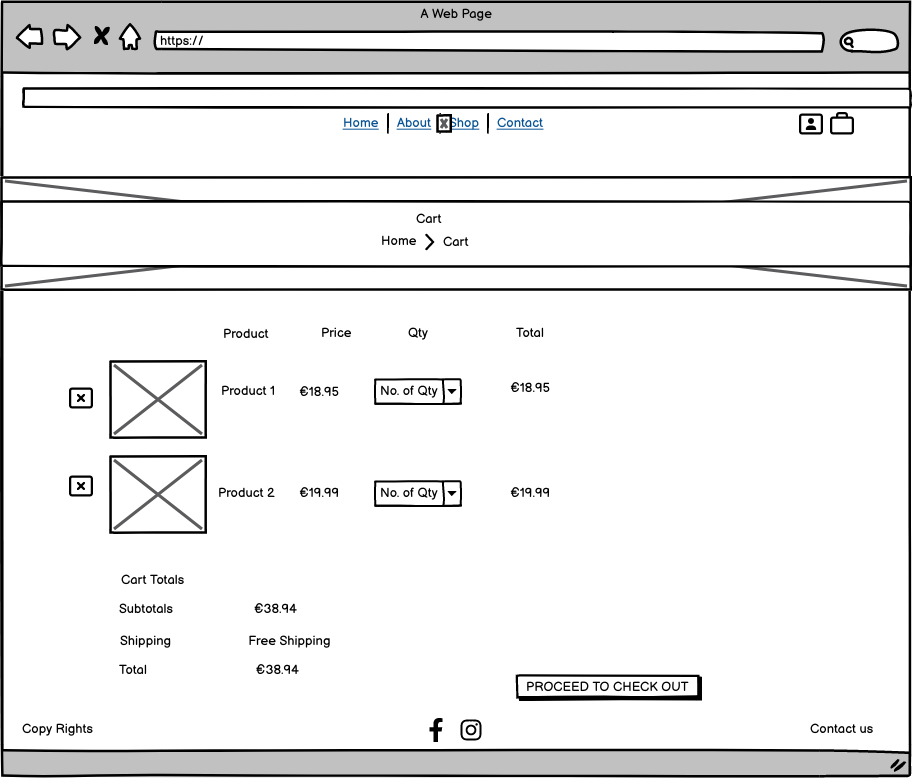 A Web Page
https://
Home About Shop Contact
Cart
Home Cart
Product Price Qty Total
Product 1 €18.95 No. of Qty €18.95
Product 2 €19.99 No. of Qty €19.99
Cart Totals
Subtotals €38.94
Shipping Free Shipping
Total €38.94
PROCEED TO CHECK OUT
Copy Rights Contact us